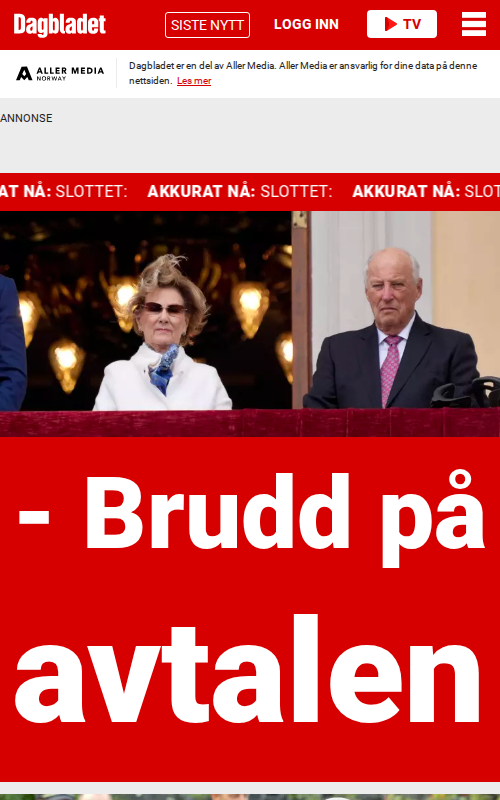 Dagbladet
SISTE NYTT
LOGG INN
TV
ALLER MEDIA
NORWAY
Dagbladet er en del av Aller Media. Aller Media er ansvarlig for dine data på denne
nettsiden. Les mer
ANNONSE
AT NÅ: SLOTTET: AKKURAT NÅ: SLOTTET: AKKURAT NÅ: SLOT
- Brudd på
avtalen